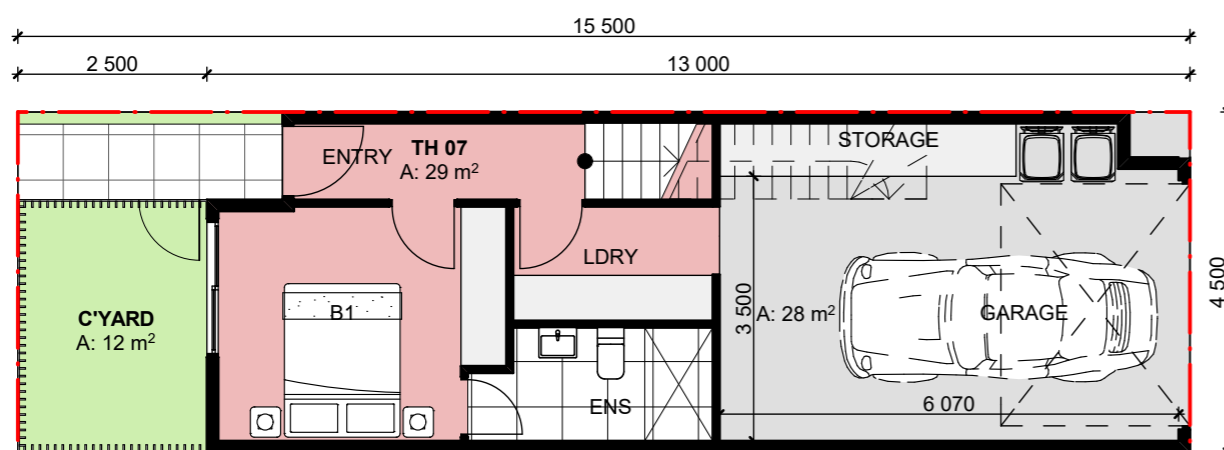 15 500
2 500
13 000
ENTRY
TH 07
A: 29 m²
STORAGE
LDRY
C'YARD
A: 12 m²
B1
3 500
A: 28 m²
GARAGE
4 500
ENS
6 070